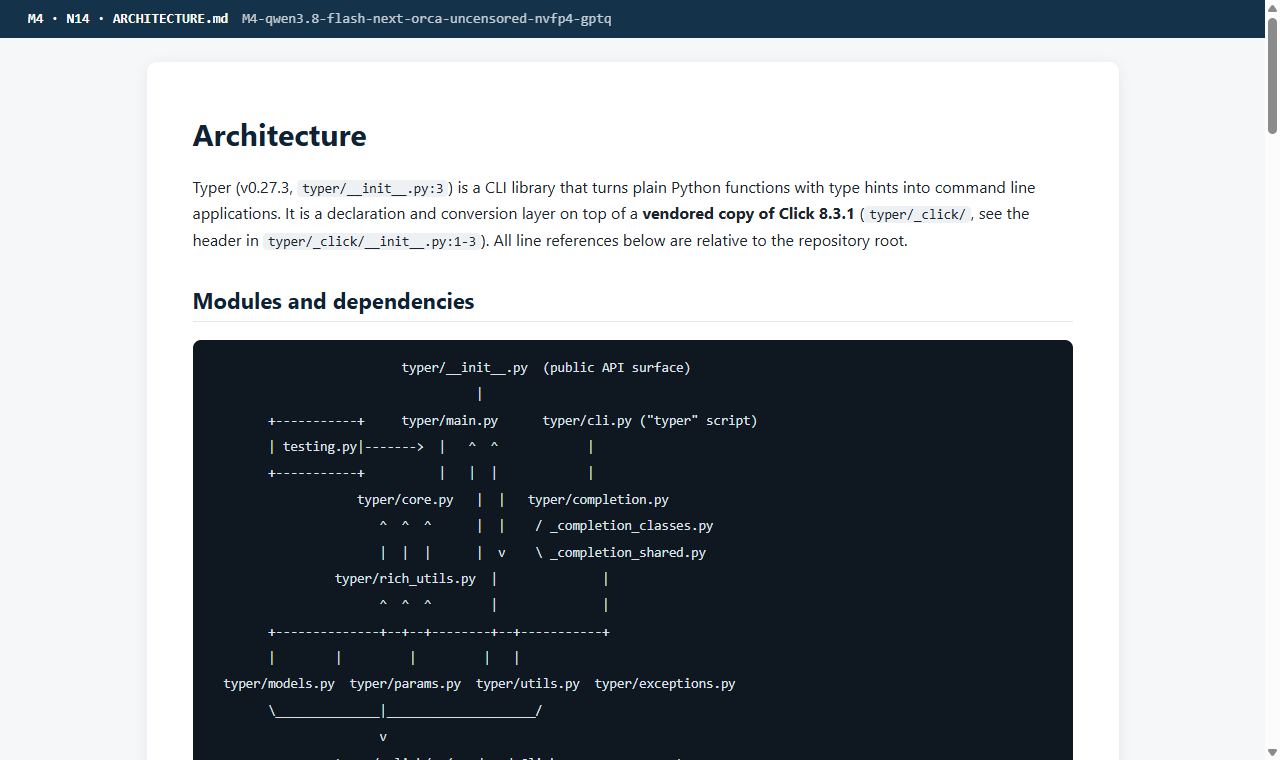 M4 • N14 • ARCHITECTURE.md M4-qwen3.8-flash-next-orca-uncensored-nvfp4-gptq
Architecture
Typer (v0.27.3, typer/__init__.py:3 ) is a CLI library that turns plain Python functions with type hints into command line
applications. It is a declaration and conversion layer on top of a vendored copy of Click 8.3.1 ( typer/_click/ , see the
header in typer/_click/__init__.py:1-3 ). All line references below are relative to the repository root.
Modules and dependencies
                        typer/__init__.py  (public API surface)
                                  |
      +-----------+     typer/main.py      typer/cli.py ("typer" script)
      | testing.py|------->  |   ^  ^            |
      +-----------+          |   |  |            |
                  typer/core.py   |  |   typer/completion.py
                     ^  ^  ^      |  |    / _completion_classes.py
                     |  |  |      |  v    \ _completion_shared.py
               typer/rich_utils.py  |              |
                     ^  ^  ^        |              |
      +--------------+--+--+--------+--+-----------+
      |        |         |         |   |
typer/models.py  typer/params.py  typer/utils.py  typer/exceptions.py
      \______________|____________________/
                     v